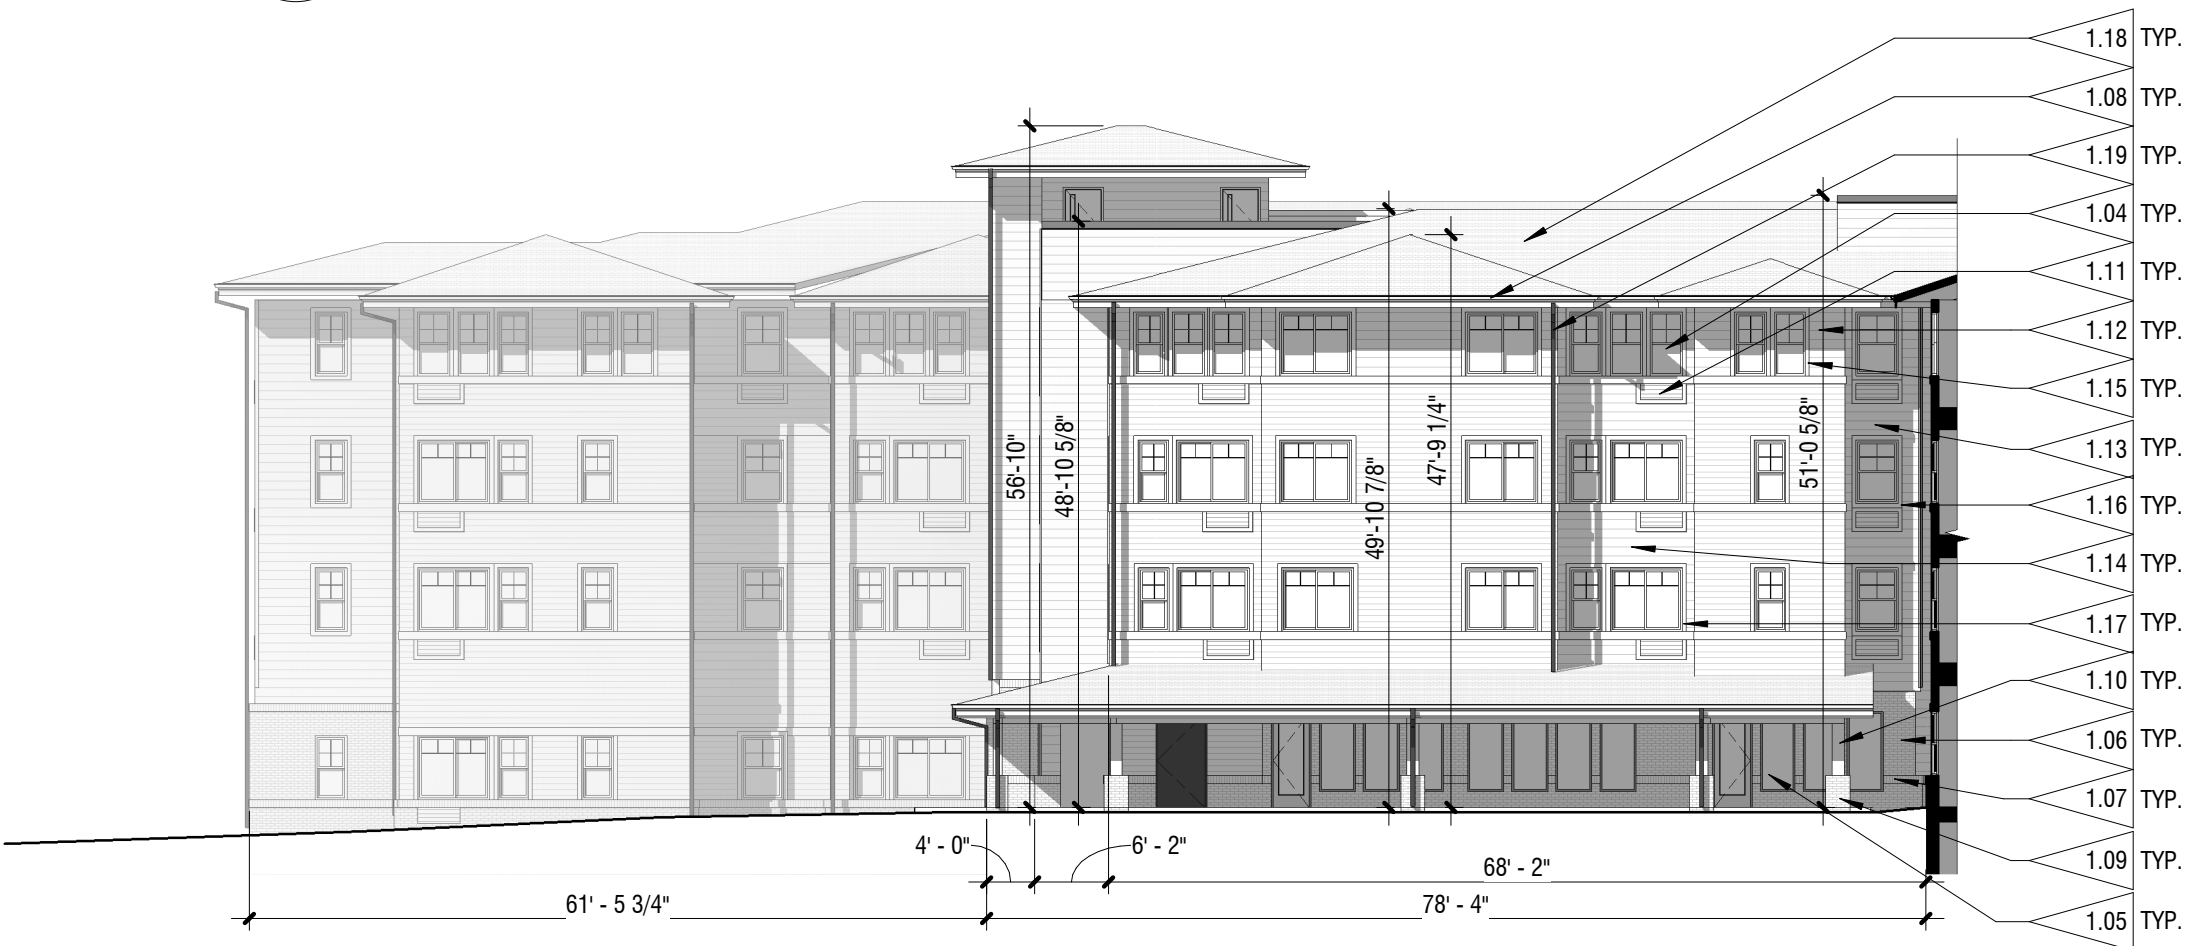 1.18 TYP.
1.08 TYP.
1.19 TYP.
1.04 TYP.
1.11 TYP.
1.12 TYP.
1.15 TYP.
1.13 TYP.
1.16 TYP.
1.14 TYP.
1.17 TYP.
1.10 TYP.
1.06 TYP.
1.07 TYP.
1.09 TYP.
1.05 TYP.
56'-10"
48'-10 5/8"
49'-10 7/8"
47'-9 1/4"
51'-0 5/8"
4' - 0"
6' - 2"
68' - 2"
61' - 5 3/4"
78' - 4"